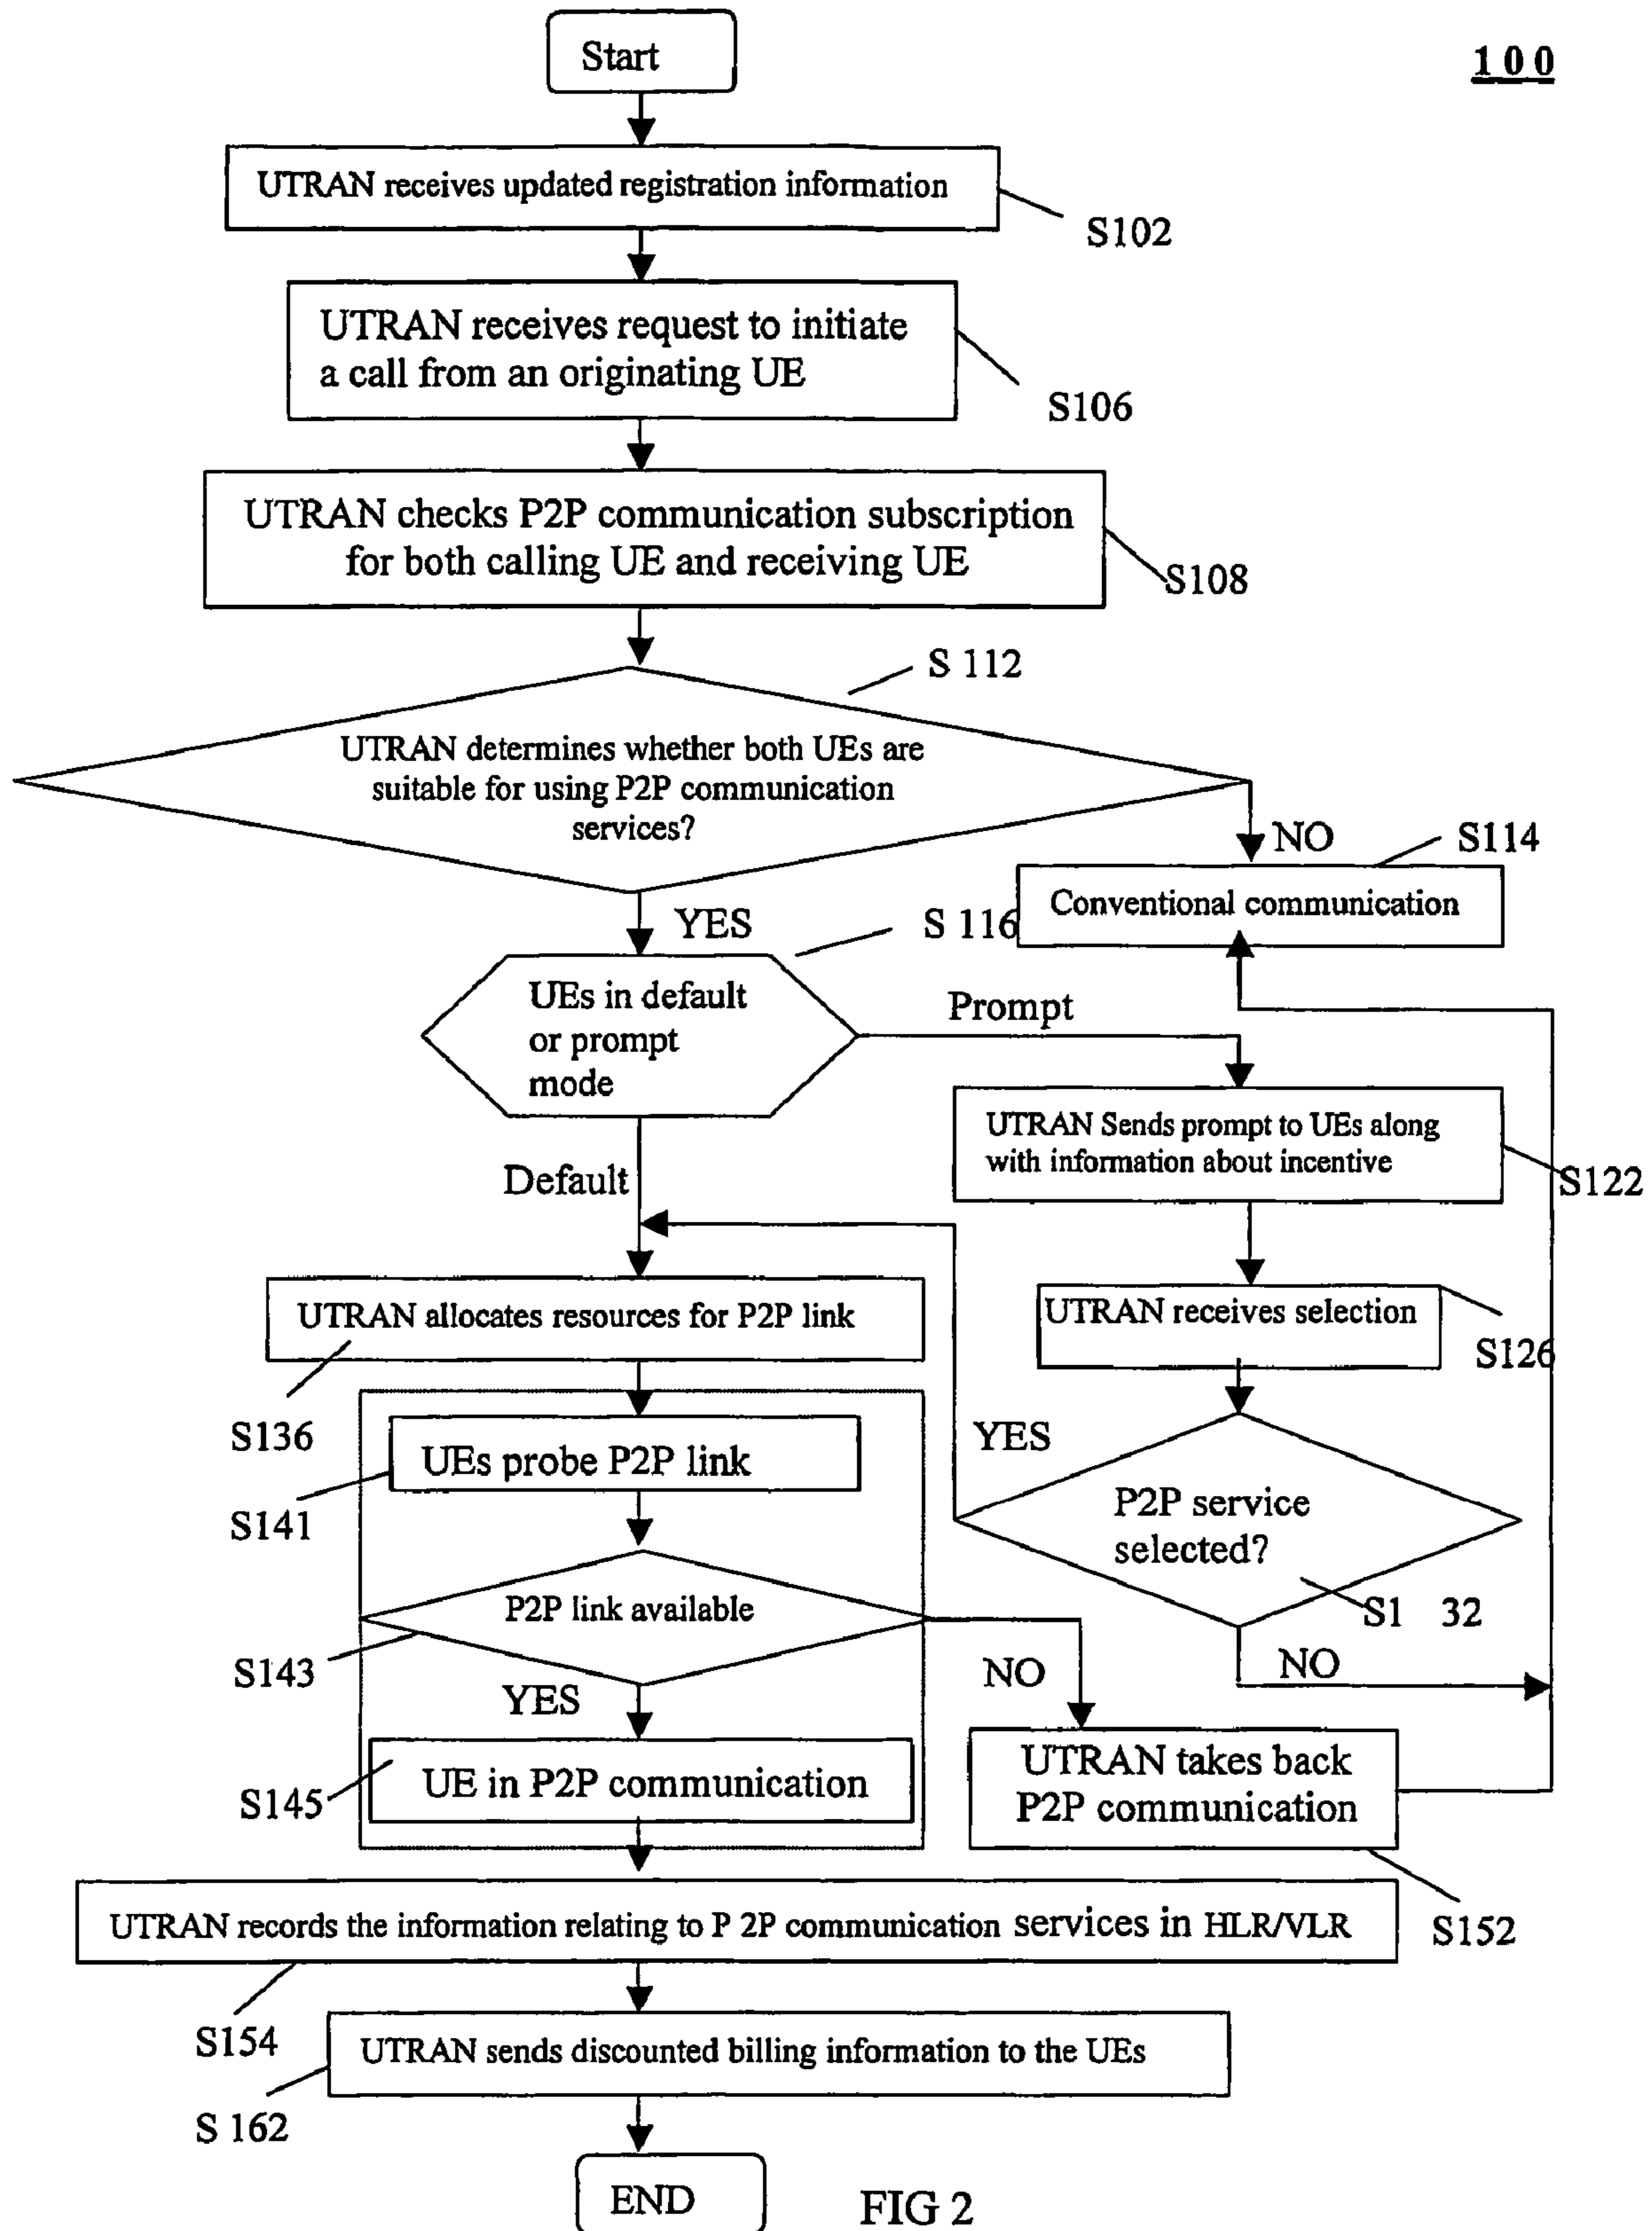 Start
1 0 0
UTRAN receives updated registration information
S102
UTRAN receives request to initiate
a call from an originating UE
S106
UTRAN checks P2P communication subscription
for both calling UE and receiving UE
S108
S 112
UTRAN determines whether both UEs are
suitable for using P2P communication
services?
NO
S114
Conventional communication
YES
S 116
UEs in default
or prompt
mode
Prompt
UTRAN Sends prompt to UEs along
with information about incentive
S122
Default
UTRAN allocates resources for P2P link
S136
UTRAN receives selection
S126
UEs probe P2P link
S141
YES
P2P service
selected?
S1 32
P2P link available
S143
NO
NO
YES
UE in P2P communication
S145
UTRAN takes back
P2P communication
S152
UTRAN records the information relating to P 2P communication services in HLR/VLR
S154
UTRAN sends discounted billing information to the UEs
S 162
END
FIG 2